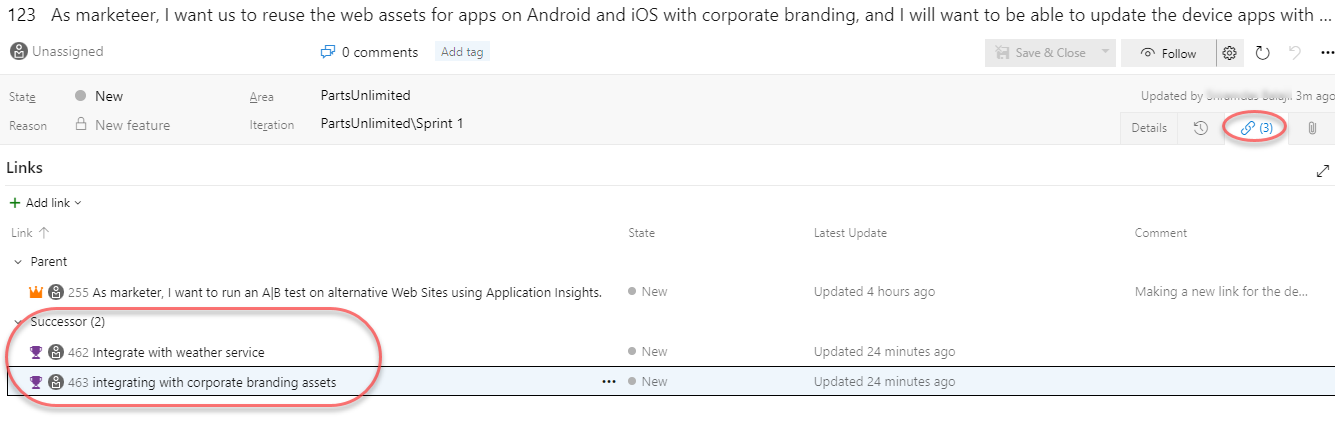 123 As marketeer, I want us to reuse the web assets for apps on Android and iOS with corporate branding, and I will want to be able to update the device apps with ...
Unassigned 0 comments Add tag Save & Close Follow
State New Area PartsUnlimited Updated by 3m ago
Reason New feature Iteration PartsUnlimited\Sprint 1 Details (3)
Links
Add link
Link State Latest Update Comment
Parent
255 As marketer, I want to run an A|B test on alternative Web Sites using Application Insights. New Updated 4 hours ago Making a new link for the de...
Successor (2)
462 Integrate with weather service New Updated 24 minutes ago
463 integrating with corporate branding assets ... New Updated 24 minutes ago